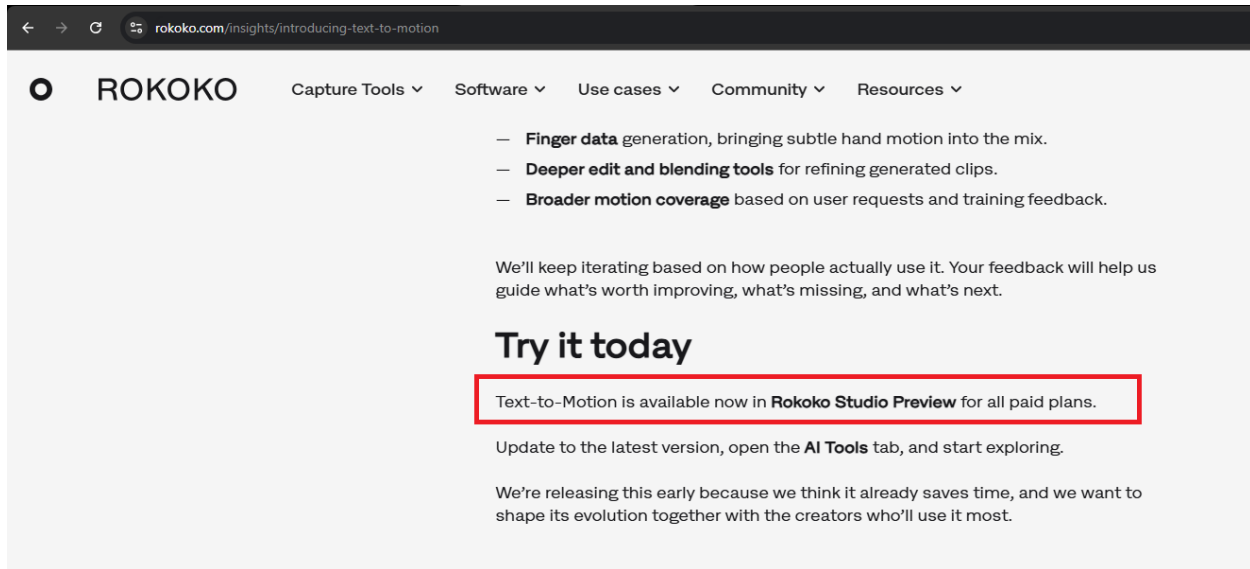 rokoko.com/insights/introducing-text-to-motion
ROKOKO
Capture Tools
Software
Use cases
Community
Resources
— Finger data generation, bringing subtle hand motion into the mix.
— Deeper edit and blending tools for refining generated clips.
— Broader motion coverage based on user requests and training feedback.
We'll keep iterating based on how people actually use it. Your feedback will help us
guide what's worth improving, what's missing, and what's next.
Try it today
Text-to-Motion is available now in Rokoko Studio Preview for all paid plans.
Update to the latest version, open the AI Tools tab, and start exploring.
We're releasing this early because we think it already saves time, and we want to
shape its evolution together with the creators who'll use it most.